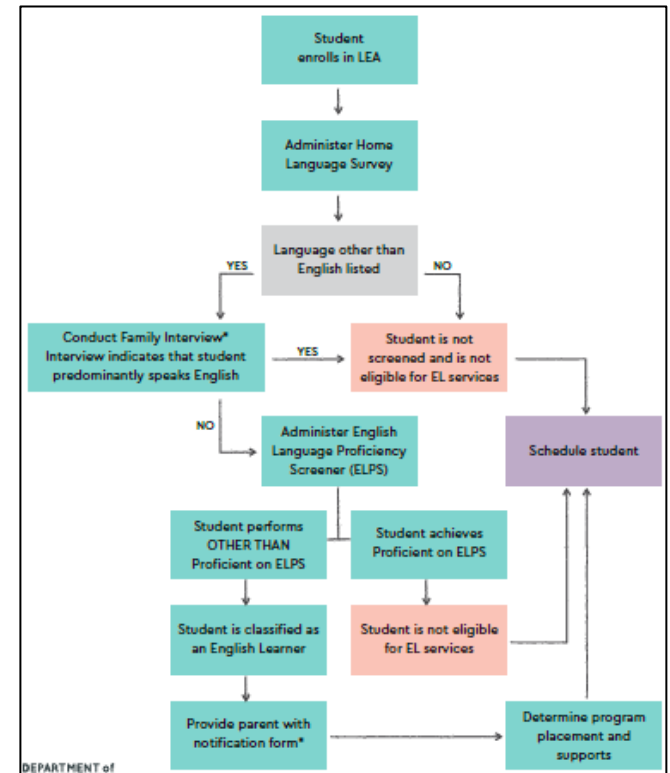 Student
enrolls in LEA
Administer Home
Language Survey
Language other than
English listed
YES
NO
Conduct Family Interview*
Interview indicates that student
predominantly speaks English
YES
Student is not
screened and is not
eligible for EL services
NO
Administer English
Language Proficiency
Screener (ELPS)
Schedule student
Student performs
OTHER THAN
Proficient on ELPS
Student achieves
Proficient on ELPS
Student is classified as
an English Learner
Student is not eligible
for EL services
Provide parent with
notification form*
Determine program
placement and
supports
DEPARTMENT of